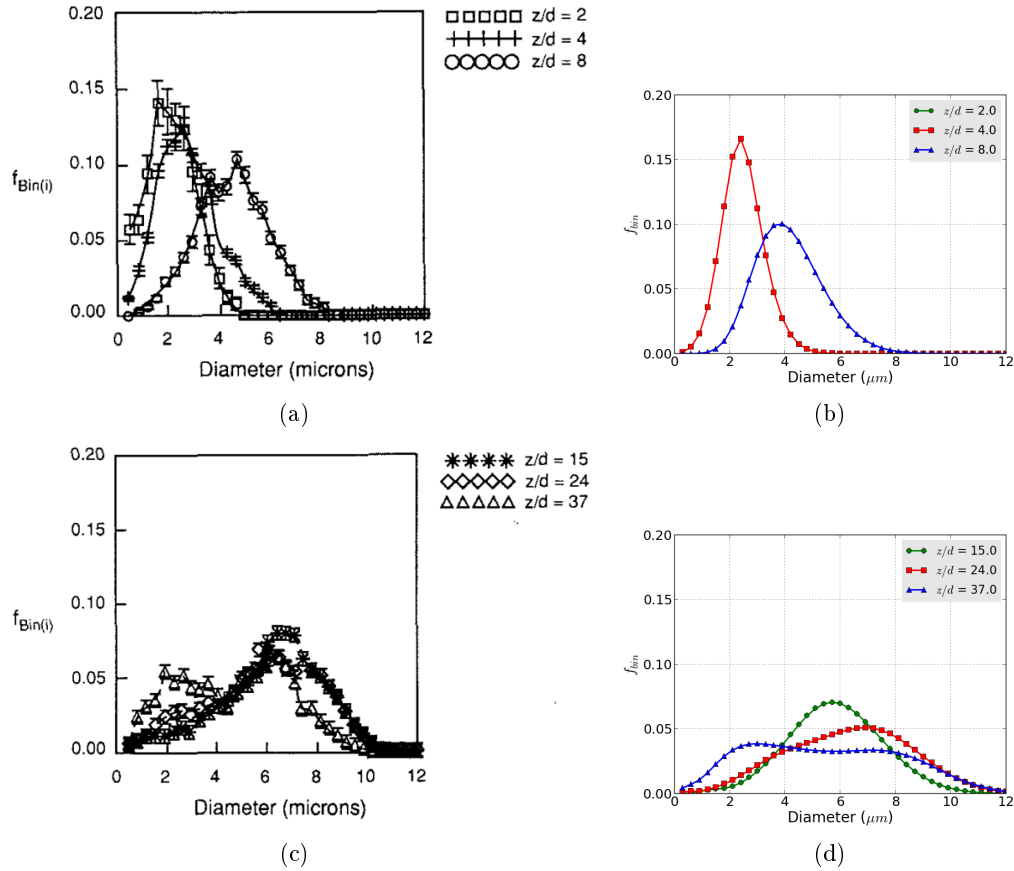 0.20
0.15
0.10
0.05
0.00
f_Bin(i)
0 2 4 6 8 10 12
Diameter (microns)
z/d = 2
z/d = 4
z/d = 8
(a)
0.20
0.15
0.10
0.05
0.00
f_bin
0 2 4 6 8 10 12
Diameter (μm)
z/d = 2.0
z/d = 4.0
z/d = 8.0
(b)
0.20
0.15
0.10
0.05
0.00
f_Bin(i)
0 2 4 6 8 10 12
Diameter (microns)
z/d = 15
z/d = 24
z/d = 37
(c)
0.20
0.15
0.10
0.05
0.00
f_bin
0 2 4 6 8 10 12
Diameter (μm)
z/d = 15.0
z/d = 24.0
z/d = 37.0
(d)